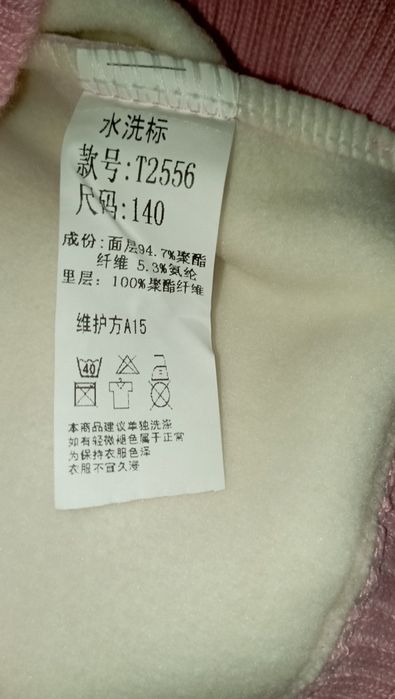 水洗标
款号:T2556
尺码:140
成份:面层94.7%聚酯
纤维 5.3%氨纶
里层: 100%聚酯纤维
维护方A15
40
本商品建议单独洗涤
如有轻微褪色属于正常
为保持衣服色泽
衣服不宜久浸